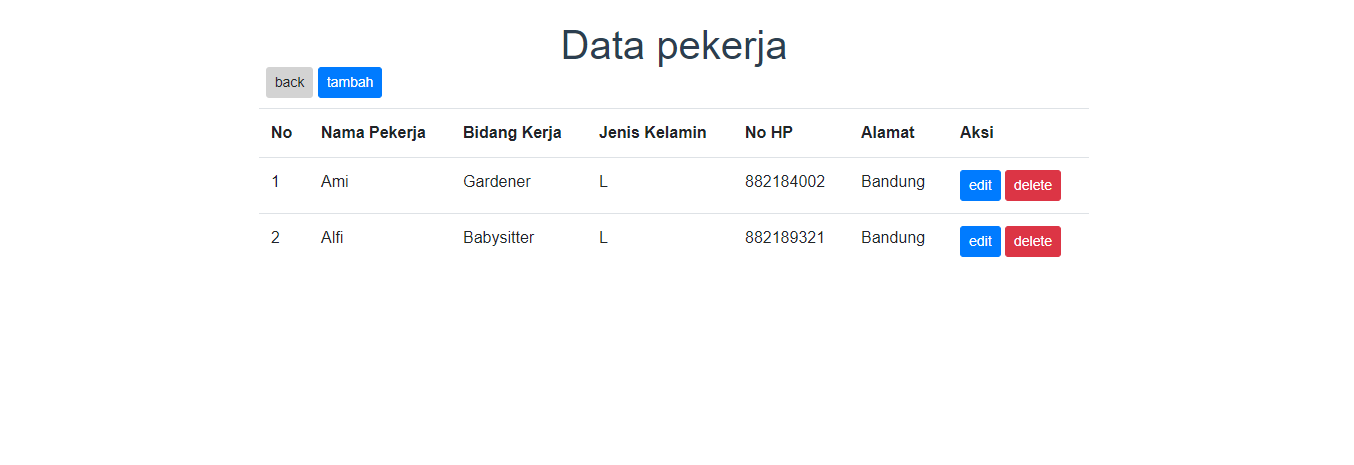 Data pekerja
back tambah
No Nama Pekerja Bidang Kerja Jenis Kelamin No HP Alamat Aksi
1 Ami Gardener L 882184002 Bandung edit delete
2 Alfi Babysitter L 882189321 Bandung edit delete